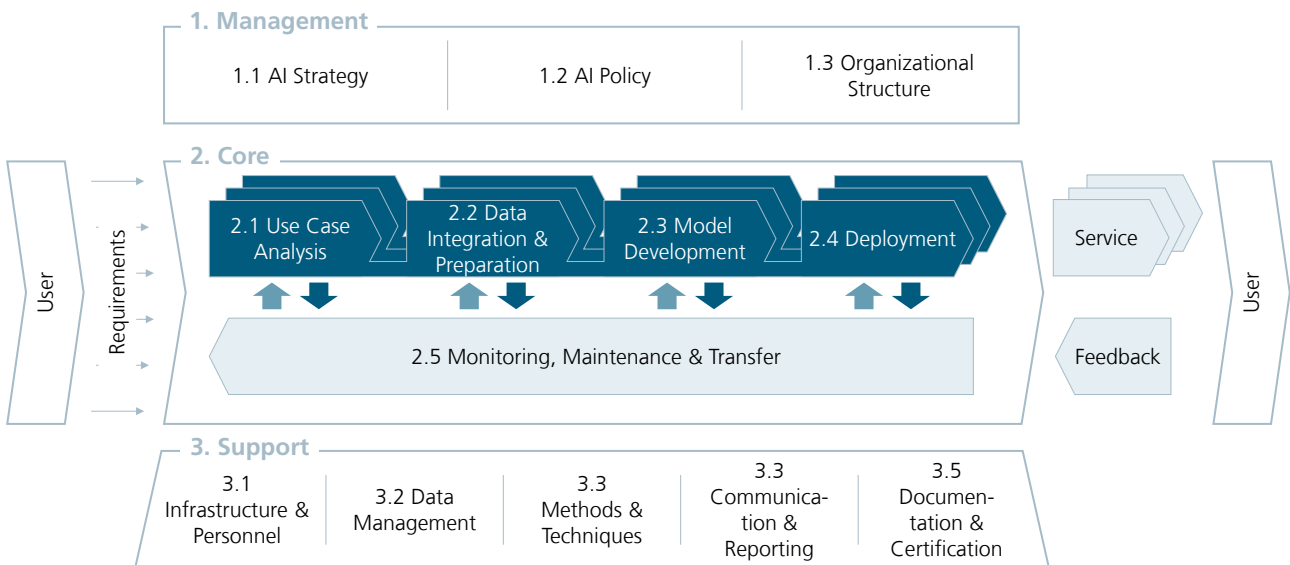 1. Management
1.1 AI Strategy
1.2 AI Policy
1.3 Organizational
Structure
2. Core
User
Requirements
2.1 Use Case
Analysis
2.2 Data
Integration &
Preparation
2.3 Model
Development
2.4 Deployment
2.5 Monitoring, Maintenance & Transfer
Service
Feedback
User
3. Support
3.1
Infrastructure &
Personnel
3.2 Data
Management
3.3
Methods &
Techniques
3.3
Communica-
tion &
Reporting
3.5
Documen-
tation &
Certification